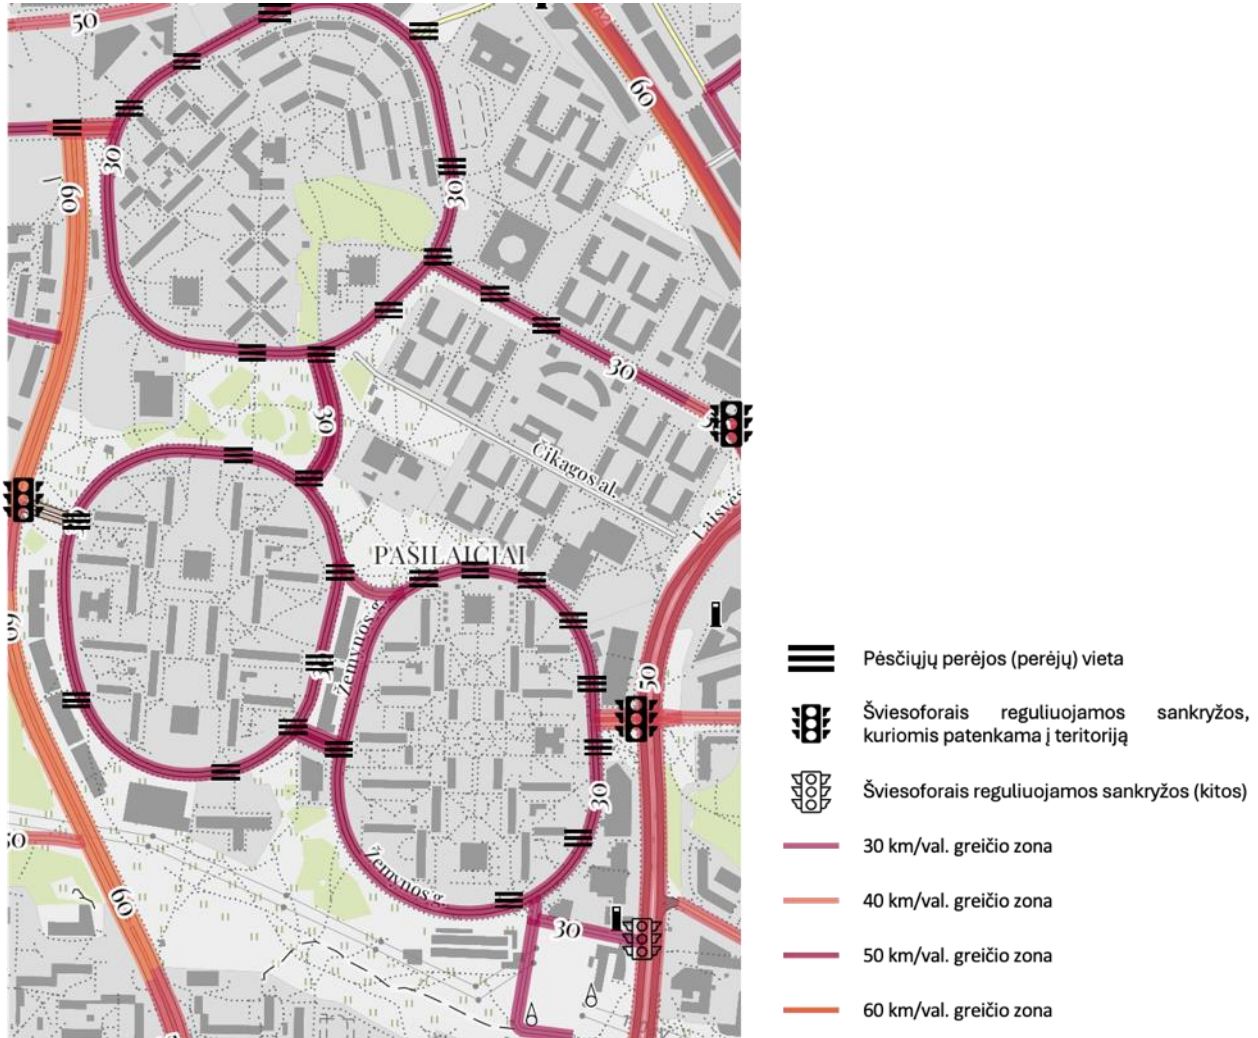 50
60
30
60
30
30
30
Čikagos al.
Laisvės
PAŠILAIČIAI
Žemynos g.
60
50
30
50
Žemynos g.
60
30
Pėsčiųjų perėjos (perėjų) vieta
Šviesoforais reguliuojamos sankryžos,
kuriomis patenkama į teritoriją
Šviesoforais reguliuojamos sankryžos (kitos)
30 km/val. greičio zona
40 km/val. greičio zona
50 km/val. greičio zona
60 km/val. greičio zona